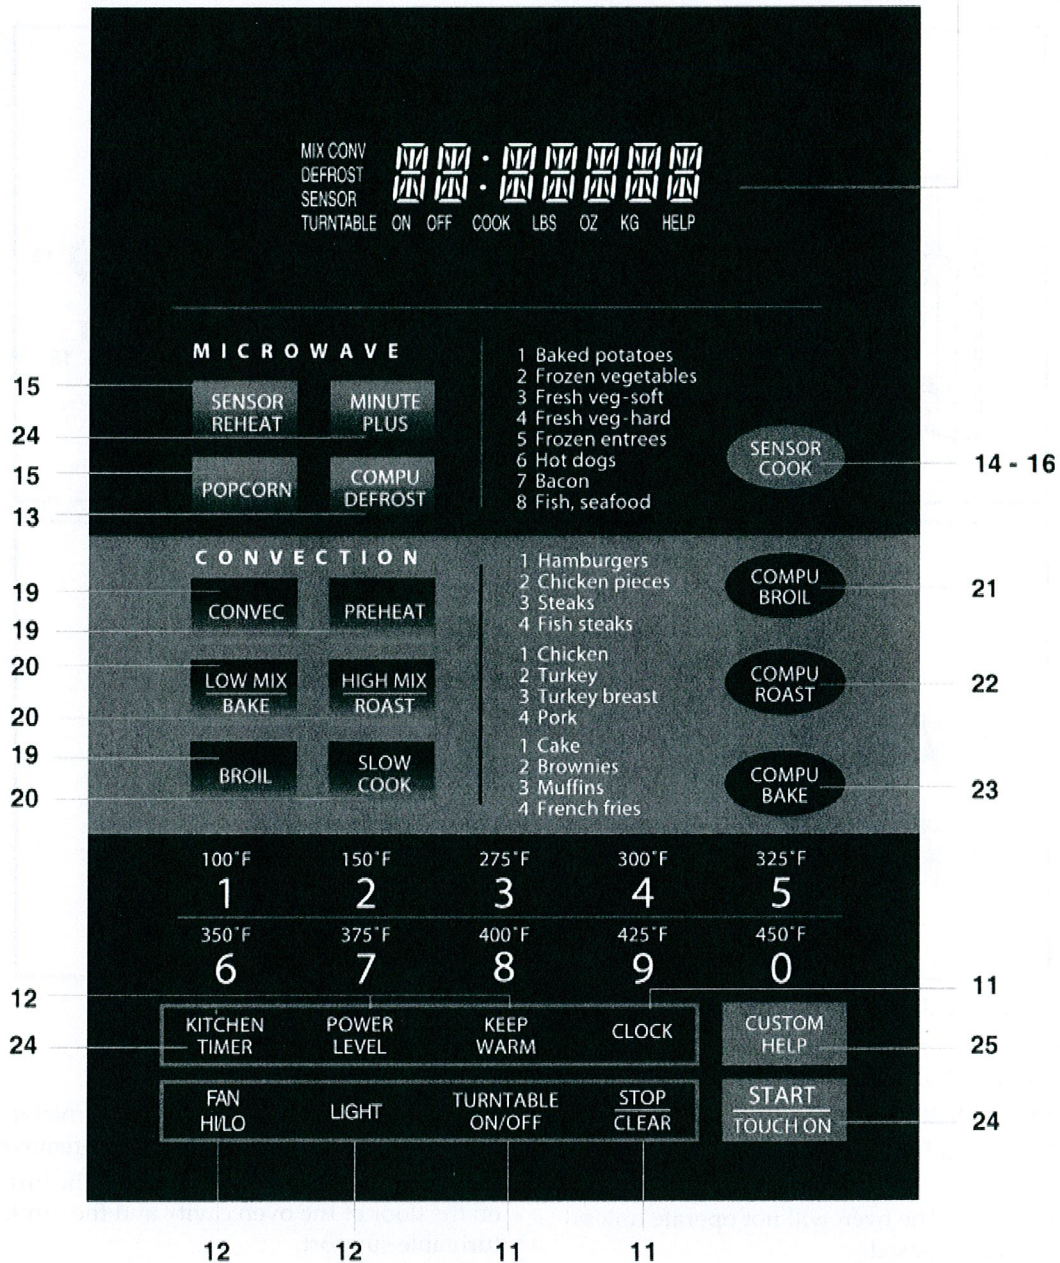 MIX CONV
DEFROST
SENSOR
TURNTABLE ON OFF COOK LBS OZ KG HELP
MICROWAVE
15
SENSOR
REHEAT
MINUTE
PLUS
24
15
POPCORN
COMPU
DEFROST
13
1 Baked potatoes
2 Frozen vegetables
3 Fresh veg-soft
4 Fresh veg-hard
5 Frozen entrees
6 Hot dogs
7 Bacon
8 Fish, seafood
SENSOR
COOK
14 - 16
CONVECTION
19
CONVEC
PREHEAT
19
20
LOW MIX
BAKE
HIGH MIX
ROAST
20
19
BROIL
SLOW
COOK
20
1 Hamburgers
2 Chicken pieces
3 Steaks
4 Fish steaks
COMPU
BROIL
21
1 Chicken
2 Turkey
3 Turkey breast
4 Pork
COMPU
ROAST
22
1 Cake
2 Brownies
3 Muffins
4 French fries
COMPU
BAKE
23
100°F 150°F 275°F 300°F 325°F
1 2 3 4 5
350°F 375°F 400°F 425°F 450°F
6 7 8 9 0
12
24
KITCHEN
TIMER
POWER
LEVEL
KEEP
WARM
CLOCK
11
CUSTOM
HELP
25
FAN
HI/LO
LIGHT
TURNTABLE
ON/OFF
STOP
CLEAR
START
TOUCH ON
24
12 12 11 11